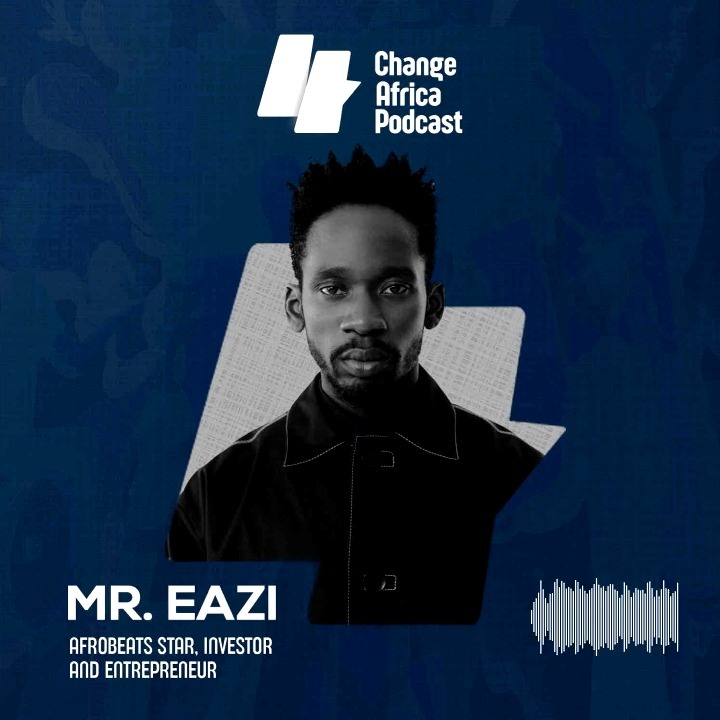 Change
Africa
Podcast
MR. EAZI
AFROBEATS STAR, INVESTOR
AND ENTREPRENEUR